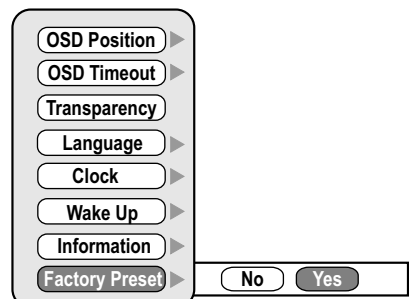 OSD Position
OSD Timeout
Transparency
Language
Clock
Wake Up
Information
Factory Preset No Yes